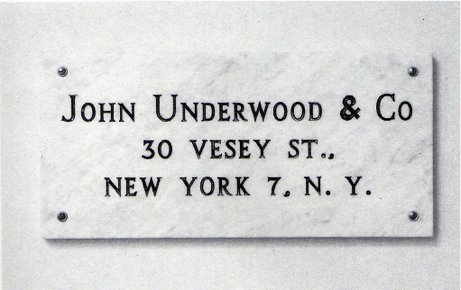 JOHN UNDERWOOD & CO
30 VESEY ST.,
NEW YORK 7, N. Y.